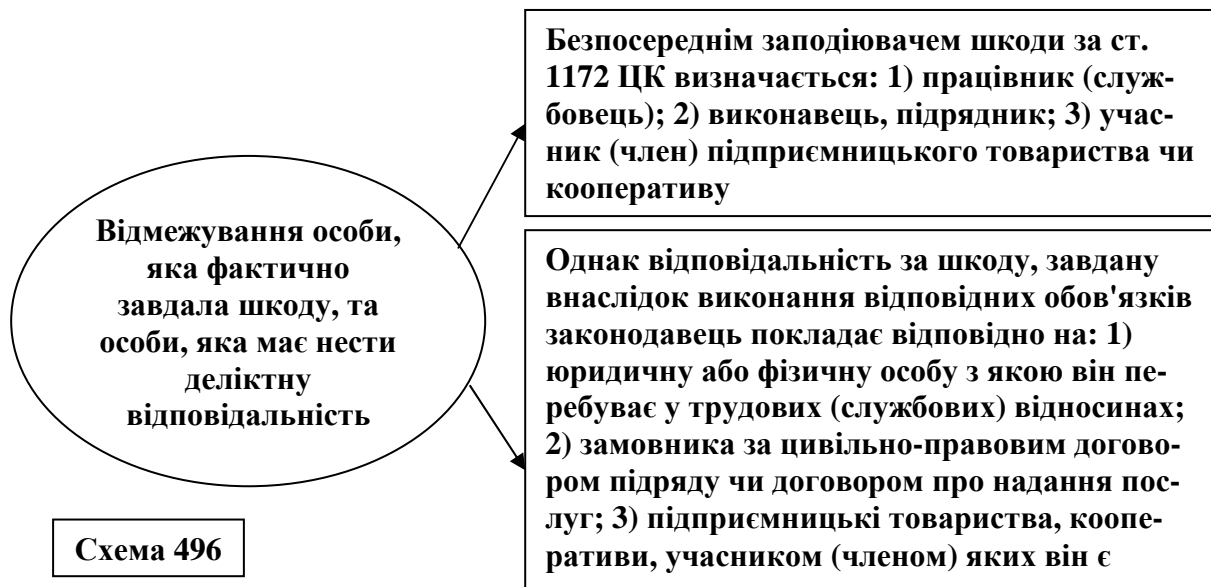 Безпосереднім заподіювачем шкоди за ст.
1172 ЦК визначається: 1) працівник (служ-
бовець); 2) виконавець, підрядник; 3) учас-
ник (член) підприємницького товариства чи
кооперативу
Відмежування особи,
яка фактично
завдала шкоду, та
особи, яка має нести
деліктну
відповідальність
Однак відповідальність за шкоду, завдану
внаслідок виконання відповідних обов'язків
законодавець покладає відповідно на: 1)
юридичну або фізичну особу з якою він пе-
ребуває у трудових (службових) відносинах;
2) замовника за цивільно-правовим догово-
ром підряду чи договором про надання пос-
луг; 3) підприємницькі товариства, коопе-
ративи, учасником (членом) яких він є
Схема 496